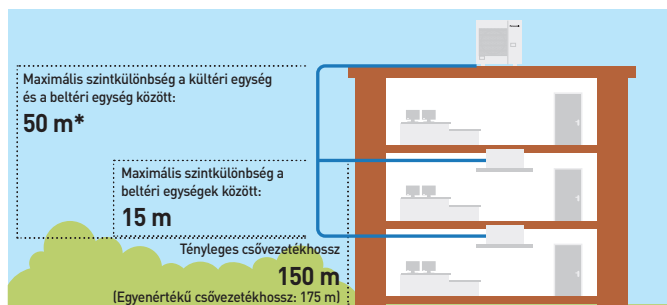 Maximális szintkülönbség a kültéri egység
és a beltéri egység között:
50 m*
Maximális szintkülönbség a
beltéri egységek között:
15 m
Tényleges csővezetékhossz
150 m
(Egyenértékű csővezetékhossz: 175 m)